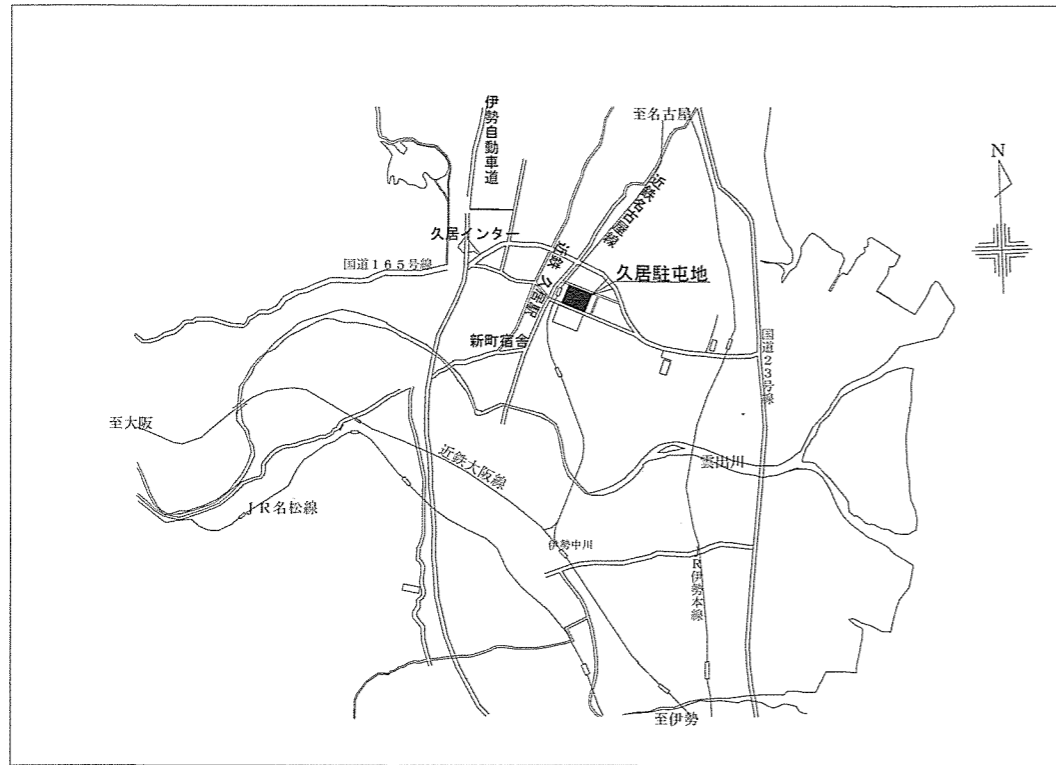 伊勢自動車道
至名古屋
N
近鉄名古屋線
久居インター
国道165号線
近鉄 久居駅
久居駐屯地
新町宿舎
国道23号線
至大阪
近鉄大阪線
雲出川
JR名松線
伊勢中川
R伊勢本線
至伊勢